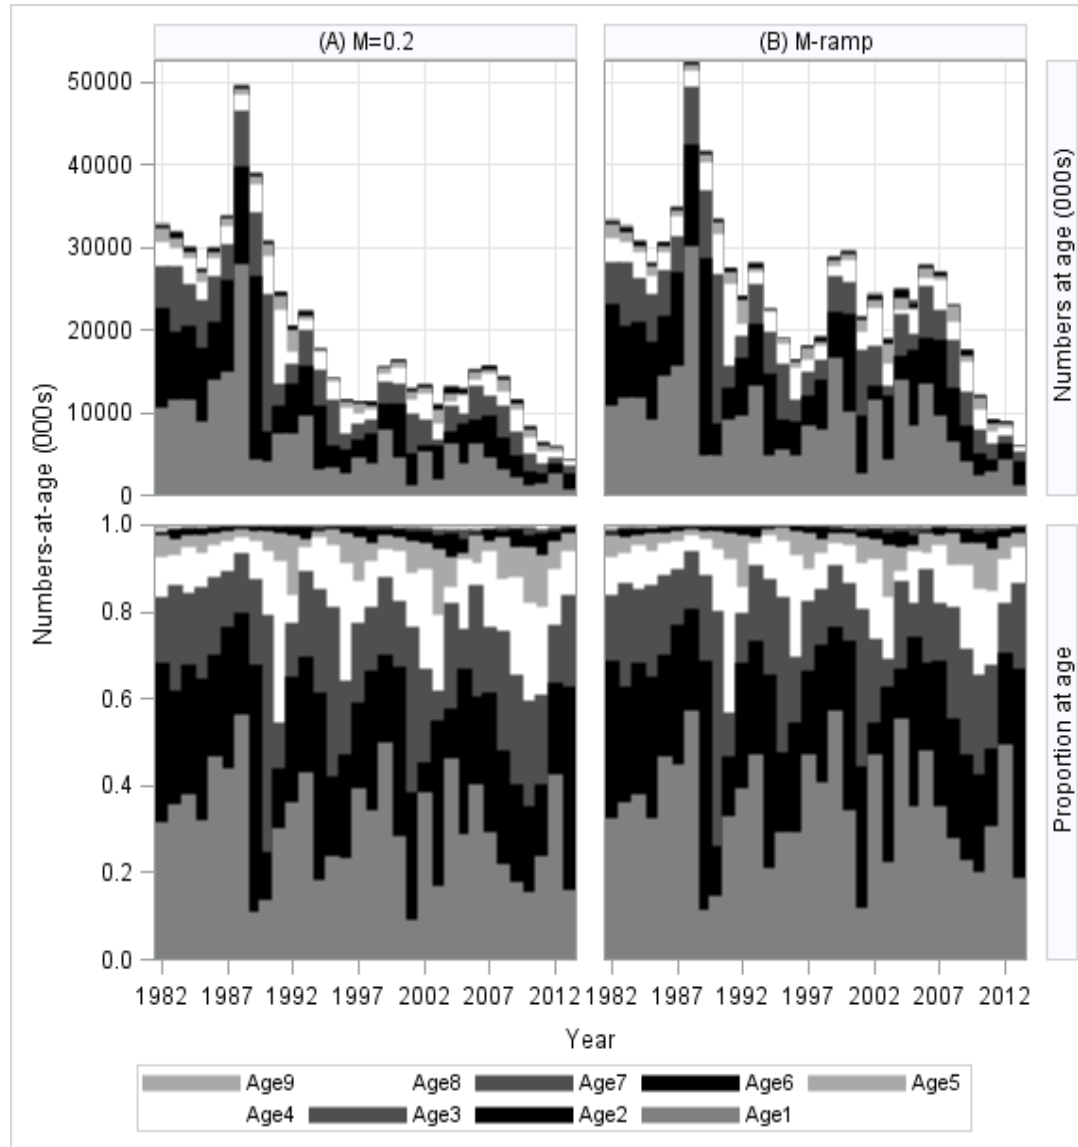 (A) M=0.2 (B) M-ramp
Numbers-at-age (000s)
50000
40000
30000
20000
10000
0
Numbers at age (000s)
1.0
0.8
0.6
0.4
0.2
0.0
Proportion at age
1982 1987 1992 1997 2002 2007 2012 1982 1987 1992 1997 2002 2007 2012
Year
Age9 Age8 Age7 Age6 Age5
Age4 Age3 Age2 Age1